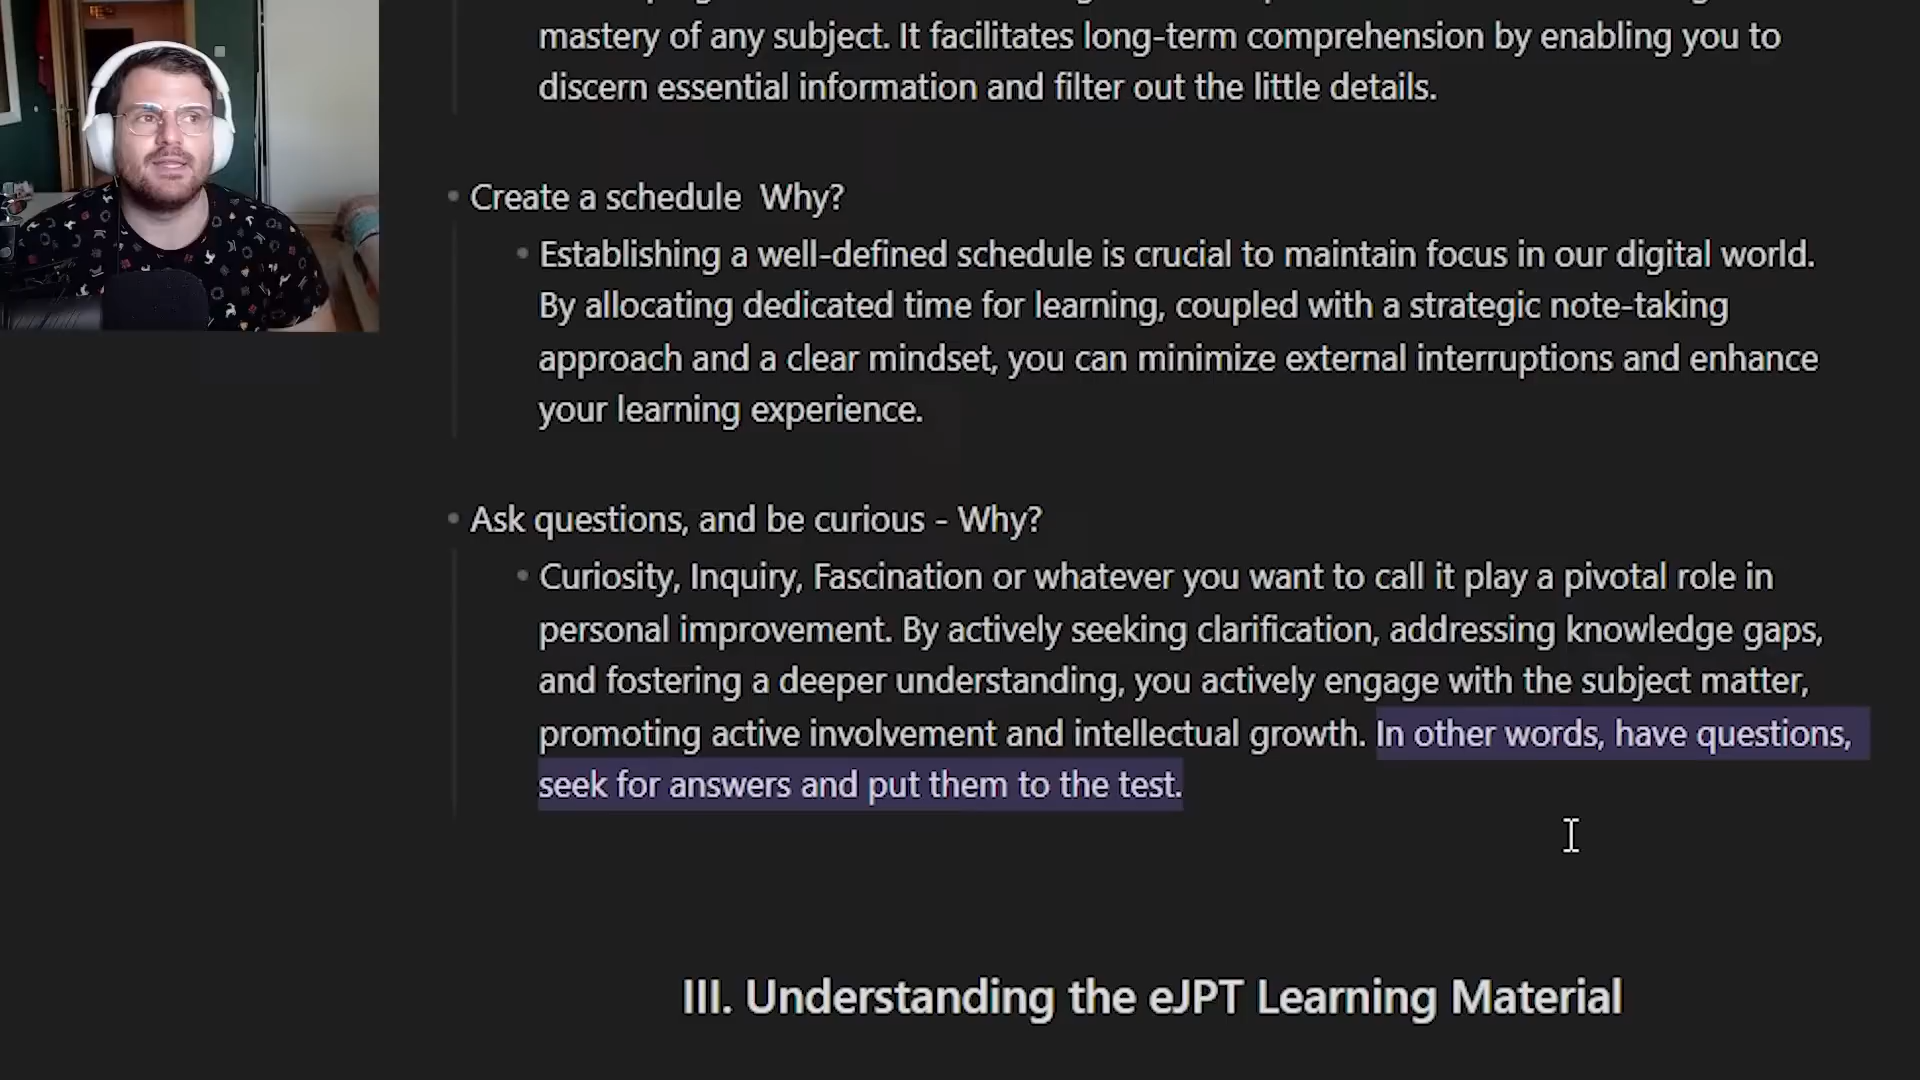 mastery of any subject. It facilitates long-term comprehension by enabling you to
discern essential information and filter out the little details.
Create a schedule  Why?
Establishing a well-defined schedule is crucial to maintain focus in our digital world.
By allocating dedicated time for learning, coupled with a strategic note-taking
approach and a clear mindset, you can minimize external interruptions and enhance
your learning experience.
Ask questions, and be curious - Why?
Curiosity, Inquiry, Fascination or whatever you want to call it play a pivotal role in
personal improvement. By actively seeking clarification, addressing knowledge gaps,
and fostering a deeper understanding, you actively engage with the subject matter,
promoting active involvement and intellectual growth. In other words, have questions,
seek for answers and put them to the test.
III. Understanding the eJPT Learning Material